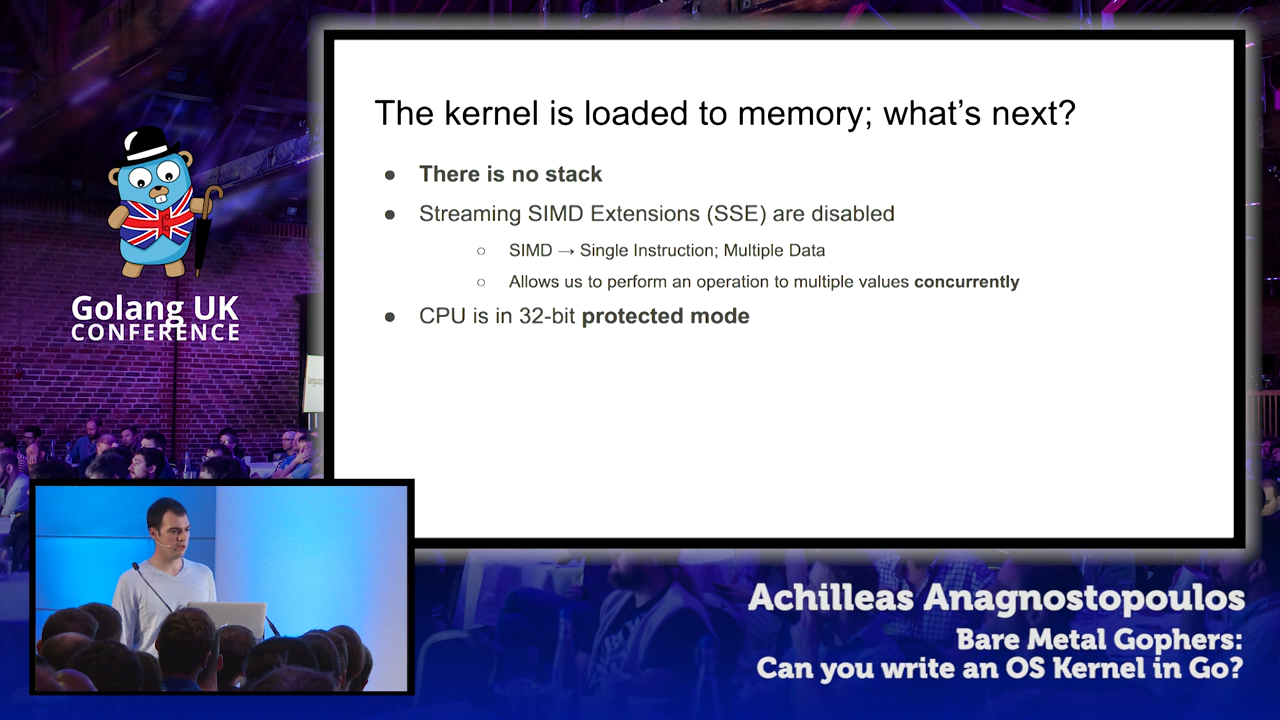 The kernel is loaded to memory; what's next?
● There is no stack
● Streaming SIMD Extensions (SSE) are disabled
○ SIMD → Single Instruction; Multiple Data
○ Allows us to perform an operation to multiple values concurrently
● CPU is in 32-bit protected mode
Golang UK
CONFERENCE
Achilleas Anagnostopoulos
Bare Metal Gophers:
Can you write an OS Kernel in Go?